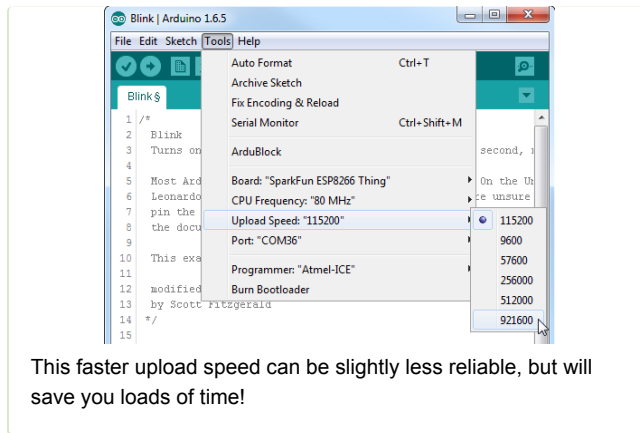 Blink | Arduino 1.6.5
File Edit Sketch Tools Help
Auto Format Ctrl+T
Archive Sketch
Fix Encoding & Reload
Serial Monitor Ctrl+Shift+M
ArduBlock
Board: "SparkFun ESP8266 Thing"
CPU Frequency: "80 MHz"
Upload Speed: "115200"
Port: "COM36"
Programmer: "Atmel-ICE"
Burn Bootloader
115200
9600
57600
256000
512000
921600
Blink §
1 /*
2 Blink
3 Turns on second,
4
5 Most Ard On the Un
6 Leonardo unsure
7 pin the
8 the docu
9
10 This exa
11
12 modified
13 by Scott Fitzgerald
14 */
15
This faster upload speed can be slightly less reliable, but will
save you loads of time!